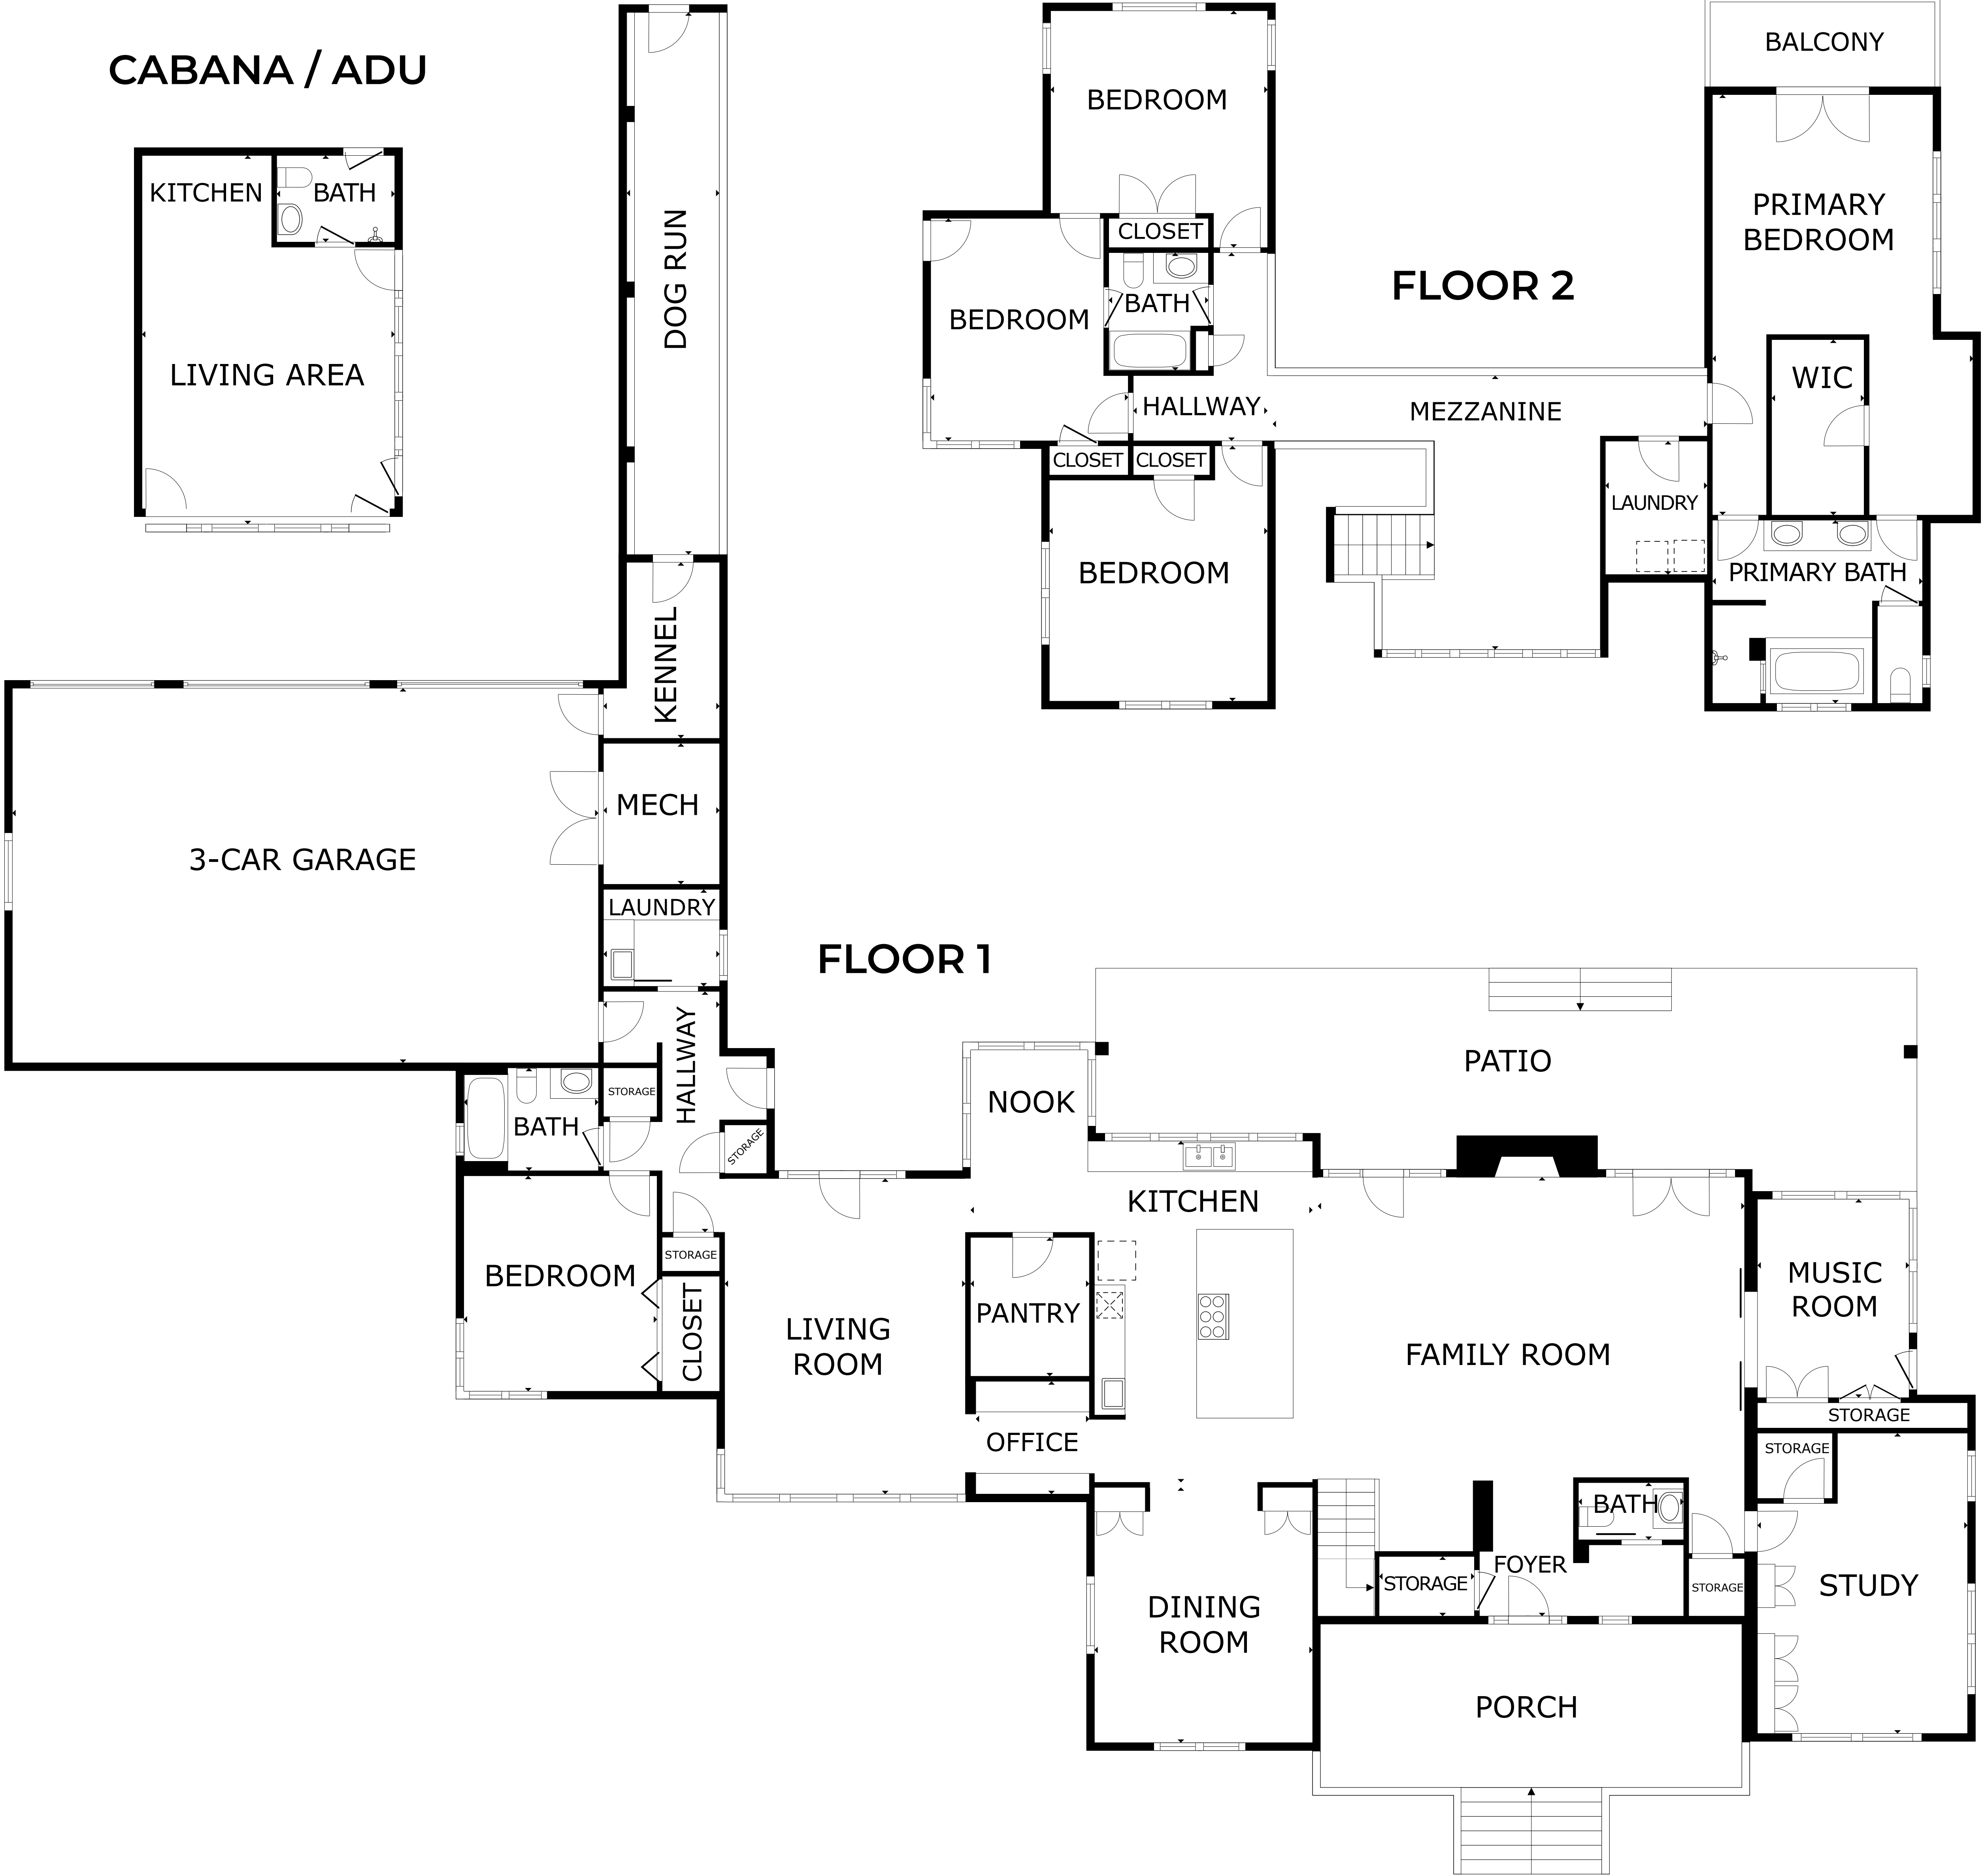 CABANA / ADU
KITCHEN
BATH
LIVING AREA
DOG RUN
KENNEL
MECH
3-CAR GARAGE
LAUNDRY
HALLWAY
STORAGE
BATH
STORAGE
BEDROOM
STORAGE
CLOSET
FLOOR 2
BEDROOM
CLOSET
BEDROOM
BATH
HALLWAY
CLOSET
CLOSET
BEDROOM
MEZZANINE
LAUNDRY
BALCONY
PRIMARY
BEDROOM
WIC
PRIMARY BATH
FLOOR 1
NOOK
PATIO
KITCHEN
LIVING
ROOM
PANTRY
OFFICE
FAMILY ROOM
MUSIC
ROOM
STORAGE
STORAGE
BATH
FOYER
STORAGE
STORAGE
STUDY
DINING
ROOM
PORCH